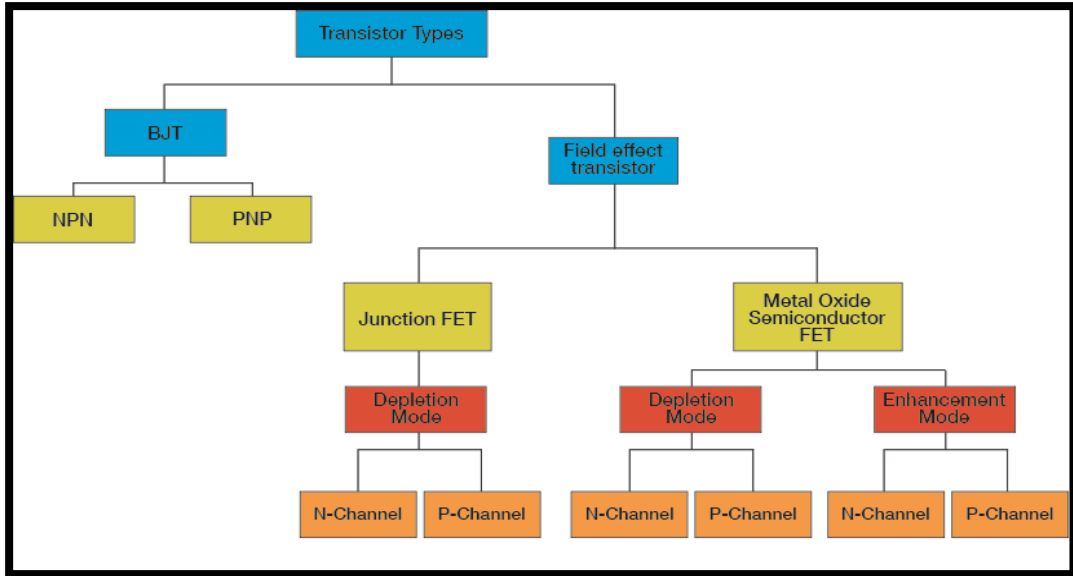 Transistor Types
BJT
Field effect
transistor
NPN
PNP
Junction FET
Metal Oxide
Semiconductor
FET
Depletion
Mode
Depletion
Mode
Enhancement
Mode
N-Channel
P-Channel
N-Channel
P-Channel
N-Channel
P-Channel